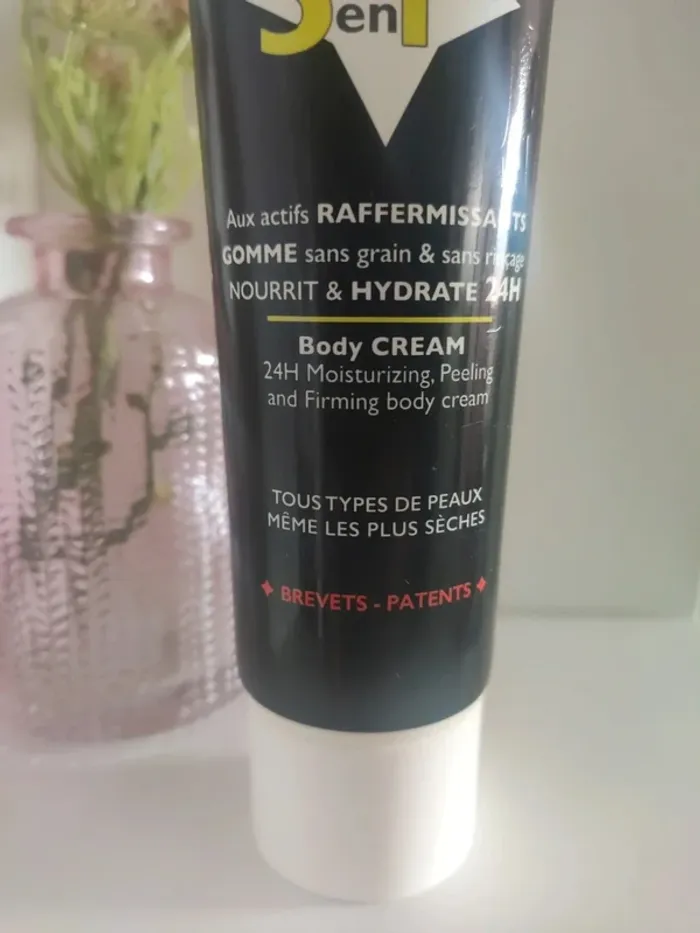 en1
Aux actifs RAFFERMISSANTS
GOMME sans grain & sans rinçage
NOURRIT & HYDRATE 24H
Body CREAM
24H Moisturizing, Peeling
and Firming body cream
TOUS TYPES DE PEAUX
MÊME LES PLUS SÈCHES
BREVETS - PATENTS